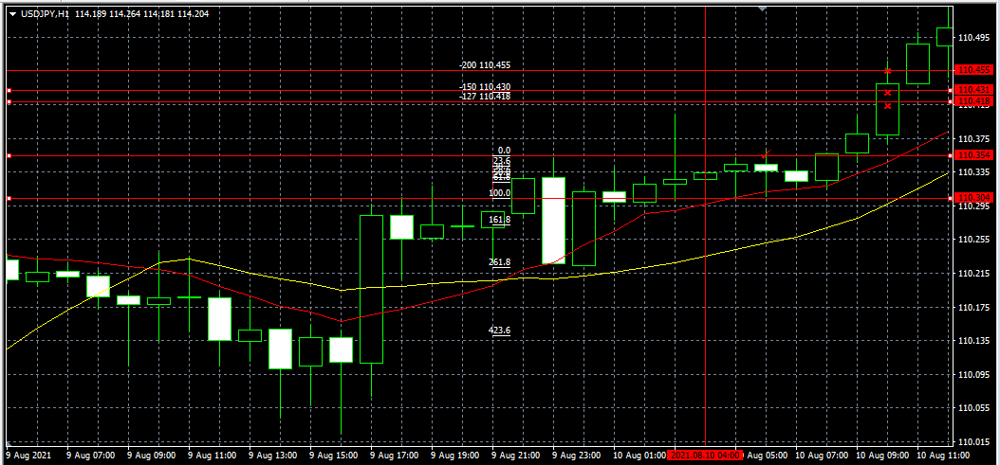 USDJPY,H1 114.189 114.264 114.181 114.204
110.495
-200 110.455
110.455
-150 110.430
110.431
-127 110.418
110.418
110.375
0.0
110.354
23.6
110.335
61.8
100.0
110.304
110.295
161.8
110.255
261.8
110.215
110.175
423.6
110.135
110.095
110.055
110.015
9 Aug 2021
9 Aug 07:00
9 Aug 09:00
9 Aug 11:00
9 Aug 13:00
9 Aug 15:00
9 Aug 17:00
9 Aug 19:00
9 Aug 21:00
9 Aug 23:00
10 Aug 01:00
2021.08.10 04:00
Aug 05:00
10 Aug 07:00
10 Aug 09:00
10 Aug 11:00